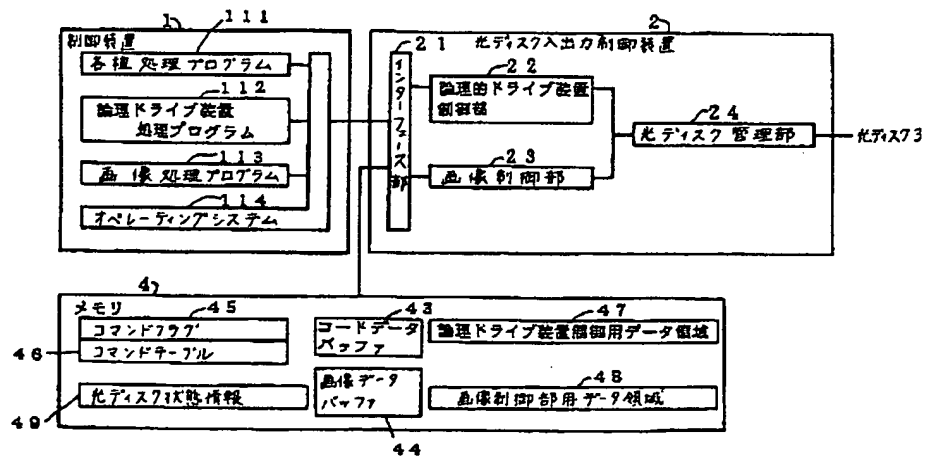 1
制御装置
111
各種処理プログラム
112
論理ドライブ装置
処理プログラム
113
画像処理プログラム
114
オペレーティングシステム
2
光ディスク入出力制御装置
21
インターフェース部
22
論理的ドライブ装置
制御部
23
画像制御部
24
光ディスク管理部
光ディスク3
4
メモリ
45
コマンドフラグ
46
コマンドテーブル
49
光ディスク状態情報
43
コードデータ
バッファ
画像データ
バッファ
44
47
論理ドライブ装置制御用データ領域
48
画像制御部用データ領域